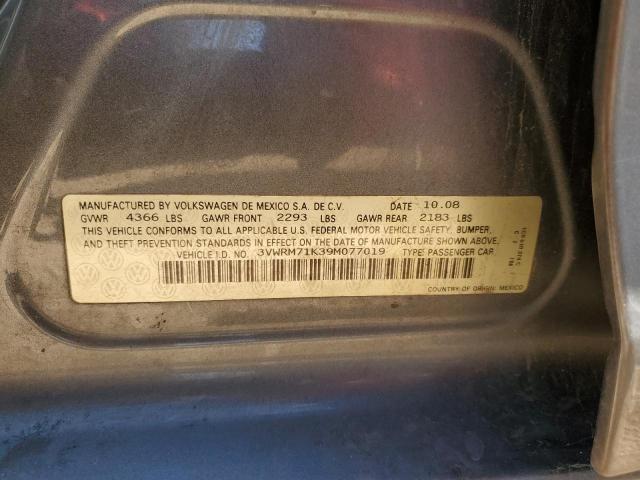 MANUFACTURED BY VOLKSWAGEN DE MEXICO S.A. DE C.V. DATE 10.08
GVWR 4366 LBS GAWR FRONT 2293 LBS GAWR REAR 2183 LBS
THIS VEHICLE CONFORMS TO ALL APPLICABLE U.S. FEDERAL MOTOR VEHICLE SAFETY, BUMPER,
AND THEFT PREVENTION STANDARDS IN EFFECT ON THE DATE OF MANUFACTURE SHOWN ABOVE.
VEHICLE I.D. NO. 3VWRM71K39M077019 TYPE: PASSENGER CAR
COUNTRY OF ORIGIN: MEXICO